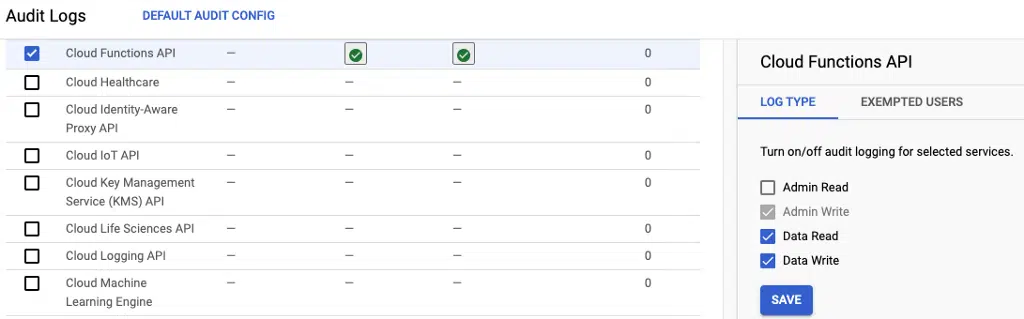 Audit Logs DEFAULT AUDIT CONFIG
Cloud Functions API — 0
Cloud Healthcare — — — 0
Cloud Identity-Aware — — — 0
Proxy API
Cloud IoT API — — — 0
Cloud Key Management — — — 0
Service (KMS) API
Cloud Life Sciences API — — — 0
Cloud Logging API — — — 0
Cloud Machine — — — 0
Learning Engine
Cloud Functions API
LOG TYPE EXEMPTED USERS
Turn on/off audit logging for selected services.
Admin Read
Admin Write
Data Read
Data Write
SAVE